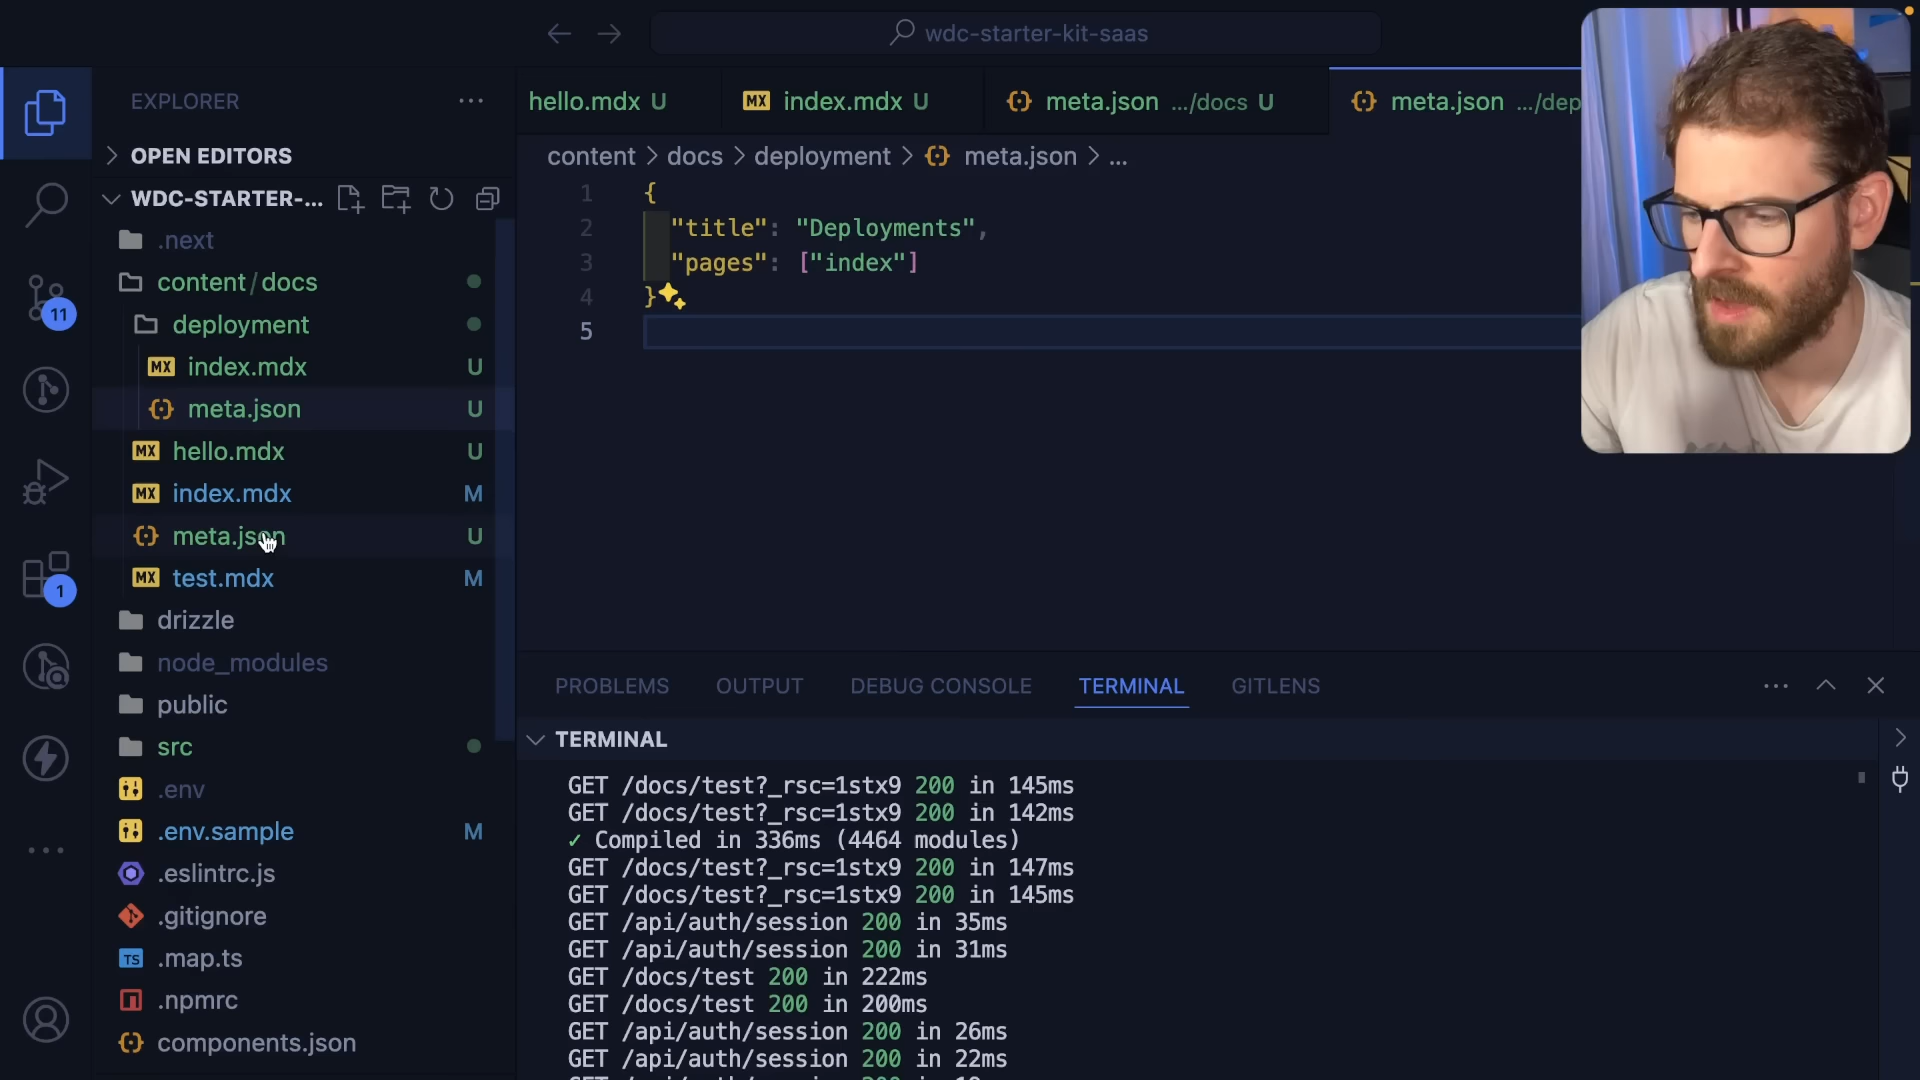 wdc-starter-kit-saas
EXPLORER
OPEN EDITORS
WDC-STARTER-...
.next
content/docs
deployment
MX index.mdx U
meta.json U
MX hello.mdx U
MX index.mdx M
meta.json U
MX test.mdx M
drizzle
node_modules
public
src
.env
.env.sample M
.eslintrc.js
.gitignore
TS .map.ts
.npmrc
components.json
11
1
hello.mdx U
MX index.mdx U
meta.json .../docs U
meta.json .../dep
content > docs > deployment > meta.json > ...
1 {
2 "title": "Deployments",
3 "pages": ["index"]
4 }
5
PROBLEMS OUTPUT DEBUG CONSOLE TERMINAL GITLENS
TERMINAL
GET /docs/test?_rsc=1stx9 200 in 145ms
GET /docs/test?_rsc=1stx9 200 in 142ms
✓ Compiled in 336ms (4464 modules)
GET /docs/test?_rsc=1stx9 200 in 147ms
GET /docs/test?_rsc=1stx9 200 in 145ms
GET /api/auth/session 200 in 35ms
GET /api/auth/session 200 in 31ms
GET /docs/test 200 in 222ms
GET /docs/test 200 in 200ms
GET /api/auth/session 200 in 26ms
GET /api/auth/session 200 in 22ms